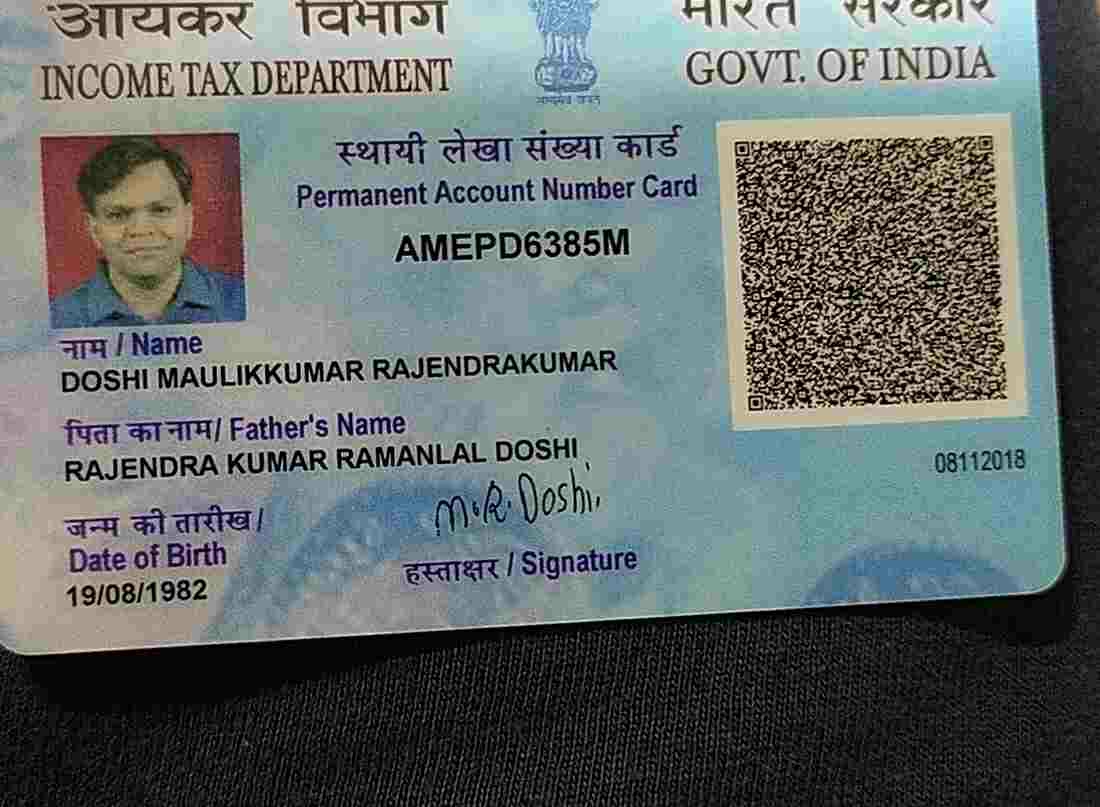 आयकर विभाग
INCOME TAX DEPARTMENT
भारत सरकार
GOVT. OF INDIA
सत्यमेव जयते
स्थायी लेखा संख्या कार्ड
Permanent Account Number Card
AMEPD6385M
नाम / Name
DOSHI MAULIKKUMAR RAJENDRAKUMAR
पिता का नाम/ Father's Name
RAJENDRA KUMAR RAMANLAL DOSHI
08112018
जन्म की तारीख /
Date of Birth
19/08/1982
M.R.Doshi.
हस्ताक्षर / Signature